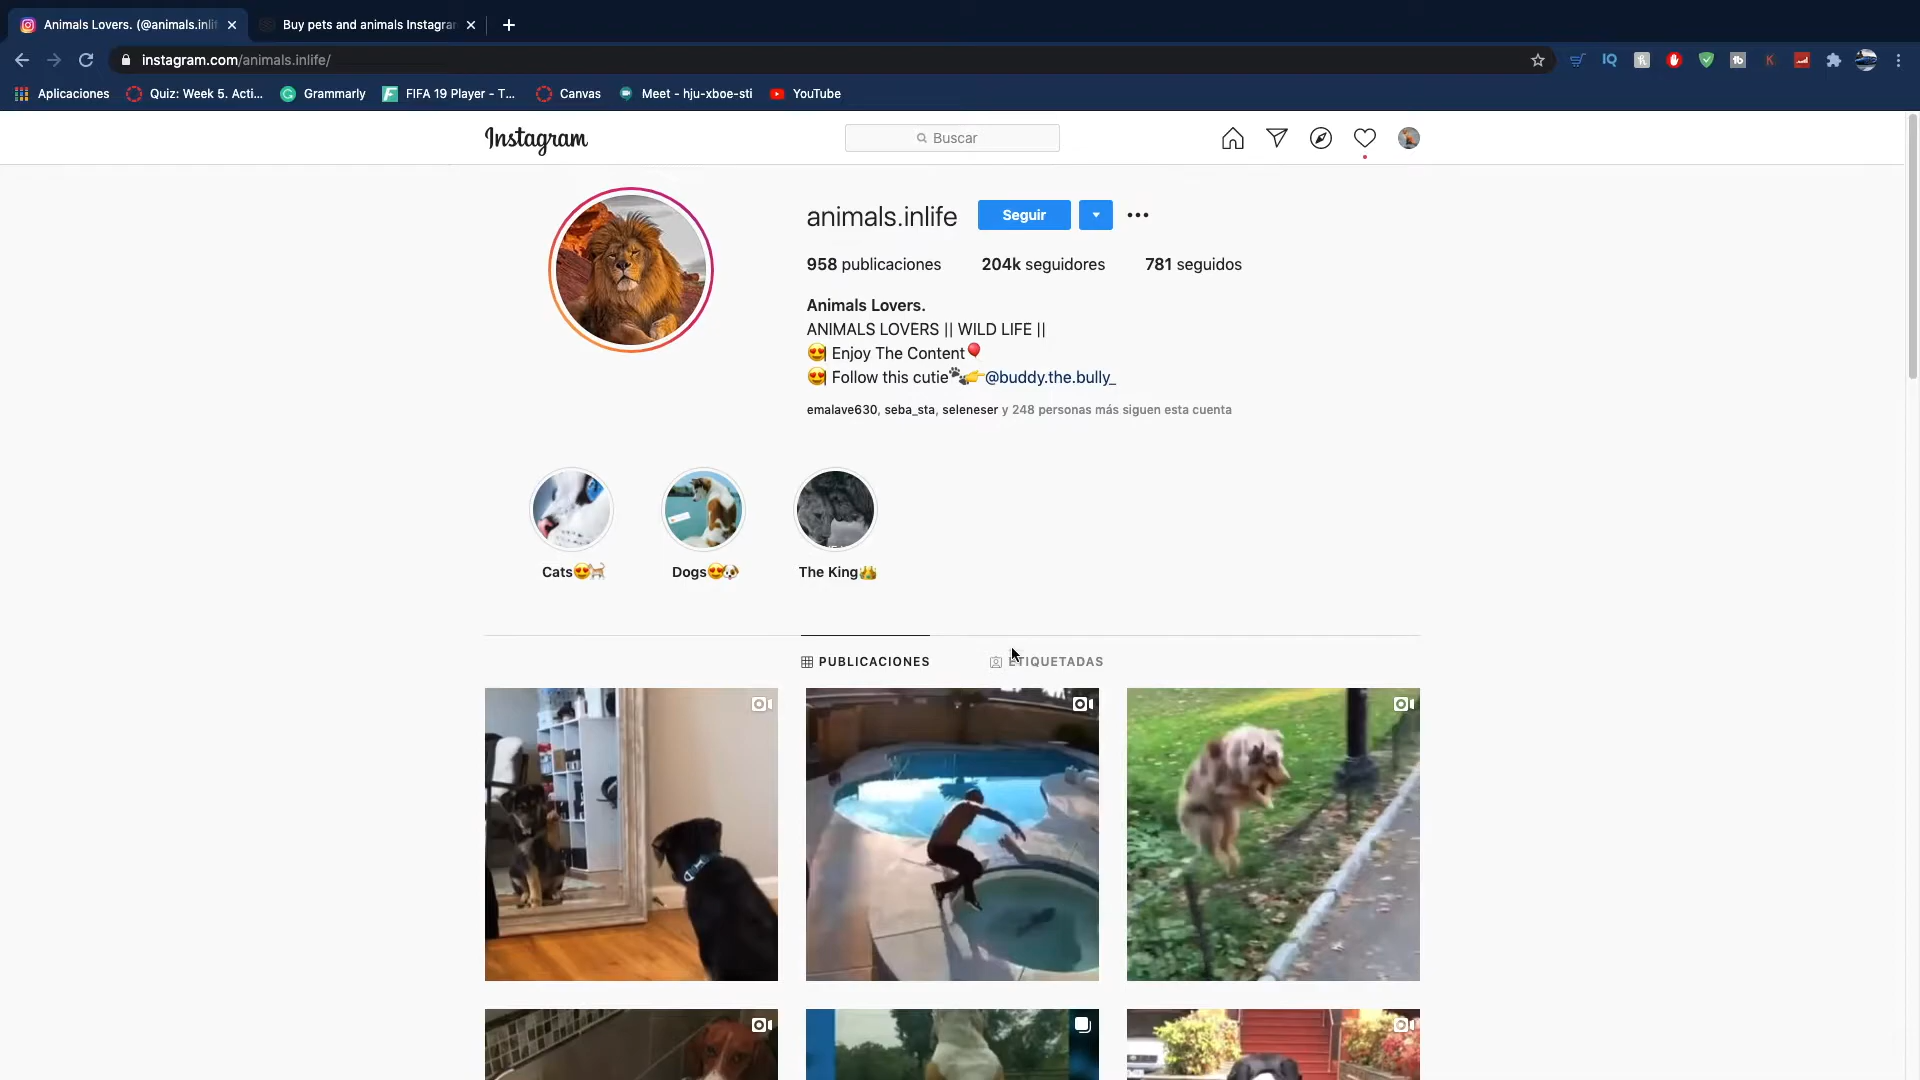 Animals Lovers. (@animals.inli
Buy pets and animals Instagra
instagram.com/animals.inlife/
Aplicaciones
Quiz: Week 5. Acti...
Grammarly
FIFA 19 Player - T...
Canvas
Meet - hju-xboe-sti
YouTube
Instagram
Buscar
animals.inlife
Seguir
958 publicaciones
204k seguidores
781 seguidos
Animals Lovers.
ANIMALS LOVERS || WILD LIFE ||
😍 Enjoy The Content🎈
😍 Follow this cutie🐾👉@buddy.the.bully_
emalave630, seba_sta, seleneser y 248 personas más siguen esta cuenta
Cats😍🐈
Dogs😍🐶
The King👑
PUBLICACIONES
ETIQUETADAS